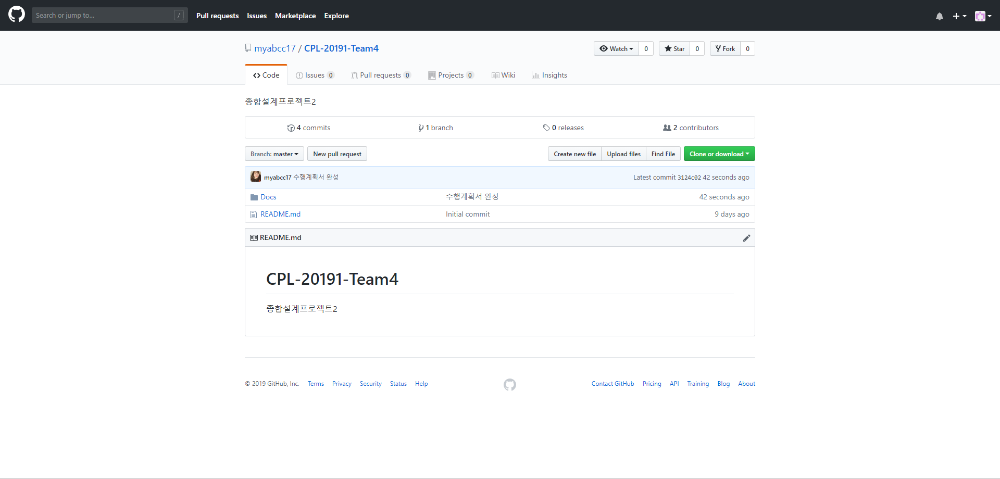 Search or jump to... /
Pull requests Issues Marketplace Explore
myabcc17 / CPL-20191-Team4
Watch 0 Star 0 Fork 0
Code Issues 0 Pull requests 0 Projects 0 Wiki Insights
종합설계프로젝트2
4 commits 1 branch 0 releases 2 contributors
Branch: master New pull request Create new file Upload files Find File Clone or download
myabcc17 수행계획서 완성 Latest commit 3124c02 42 seconds ago
Docs 수행계획서 완성 42 seconds ago
README.md Initial commit 9 days ago
README.md
CPL-20191-Team4
종합설계프로젝트2
© 2019 GitHub, Inc. Terms Privacy Security Status Help Contact GitHub Pricing API Training Blog About